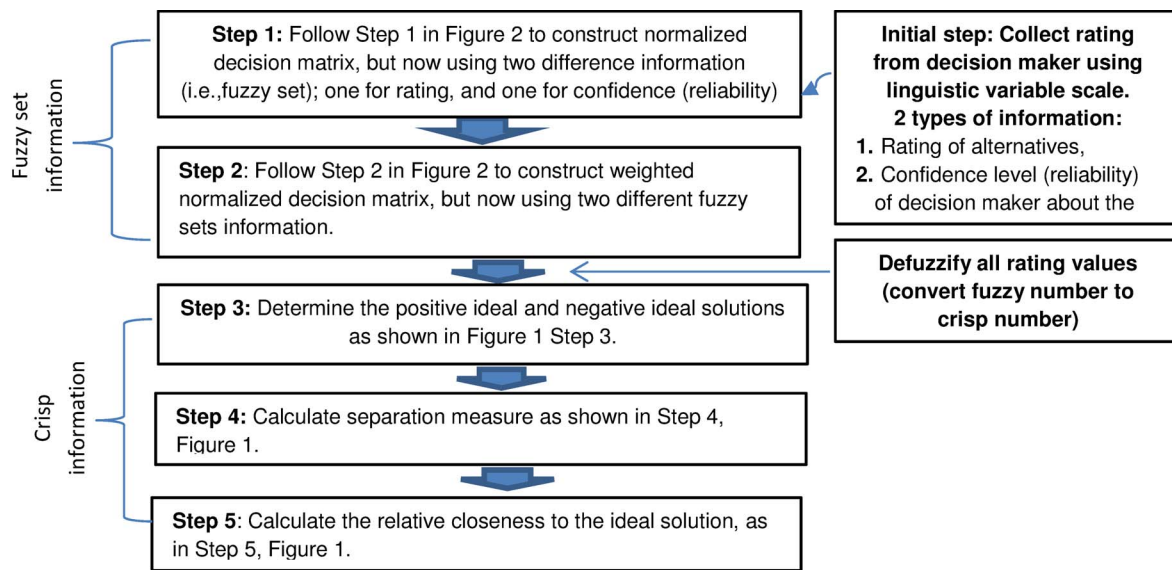 Fuzzy set
information
Step 1: Follow Step 1 in Figure 2 to construct normalized
decision matrix, but now using two difference information
(i.e.,fuzzy set); one for rating, and one for confidence (reliability)
Initial step: Collect rating
from decision maker using
linguistic variable scale.
2 types of information:
1. Rating of alternatives,
2. Confidence level (reliability)
of decision maker about the
Step 2: Follow Step 2 in Figure 2 to construct weighted
normalized decision matrix, but now using two different fuzzy
sets information.
Defuzzify all rating values
(convert fuzzy number to
crisp number)
Crisp
information
Step 3: Determine the positive ideal and negative ideal solutions
as shown in Figure 1 Step 3.
Step 4: Calculate separation measure as shown in Step 4,
Figure 1.
Step 5: Calculate the relative closeness to the ideal solution, as
in Step 5, Figure 1.